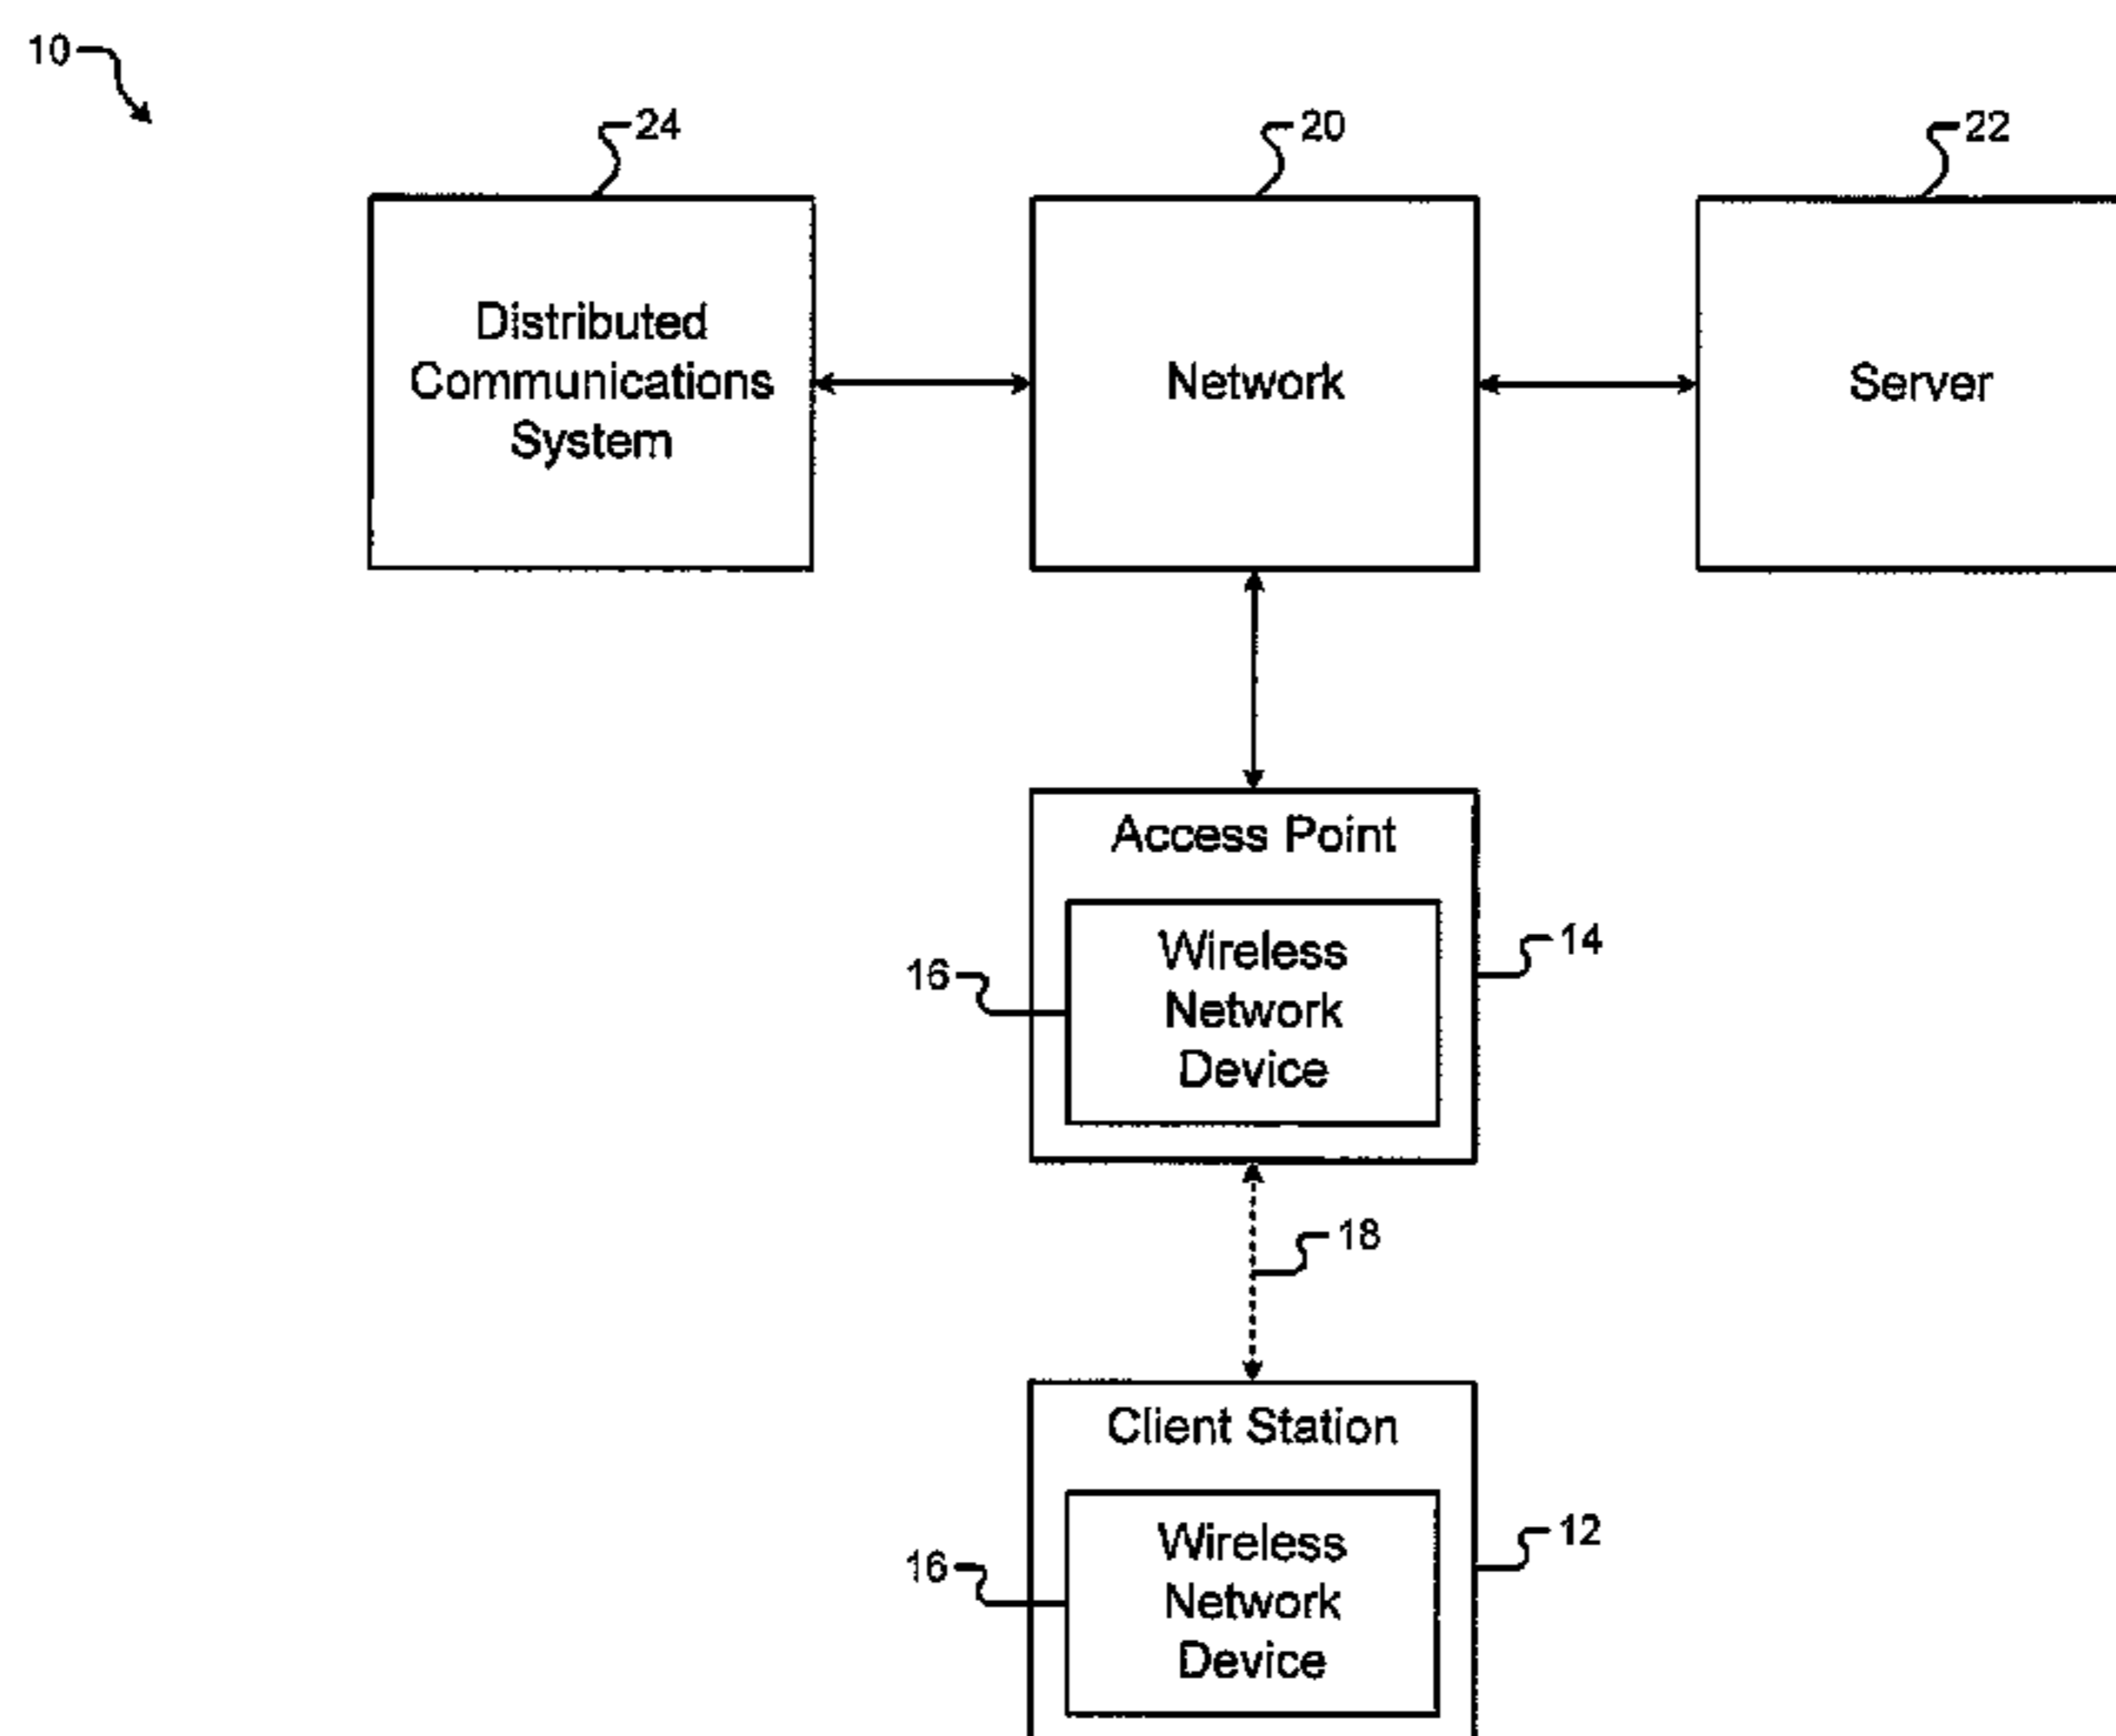 10
24
20
22
Distributed
Communications
System
Network
Server
Access Point
Wireless
Network
Device
16
14
18
Client Station
Wireless
Network
Device
16
12